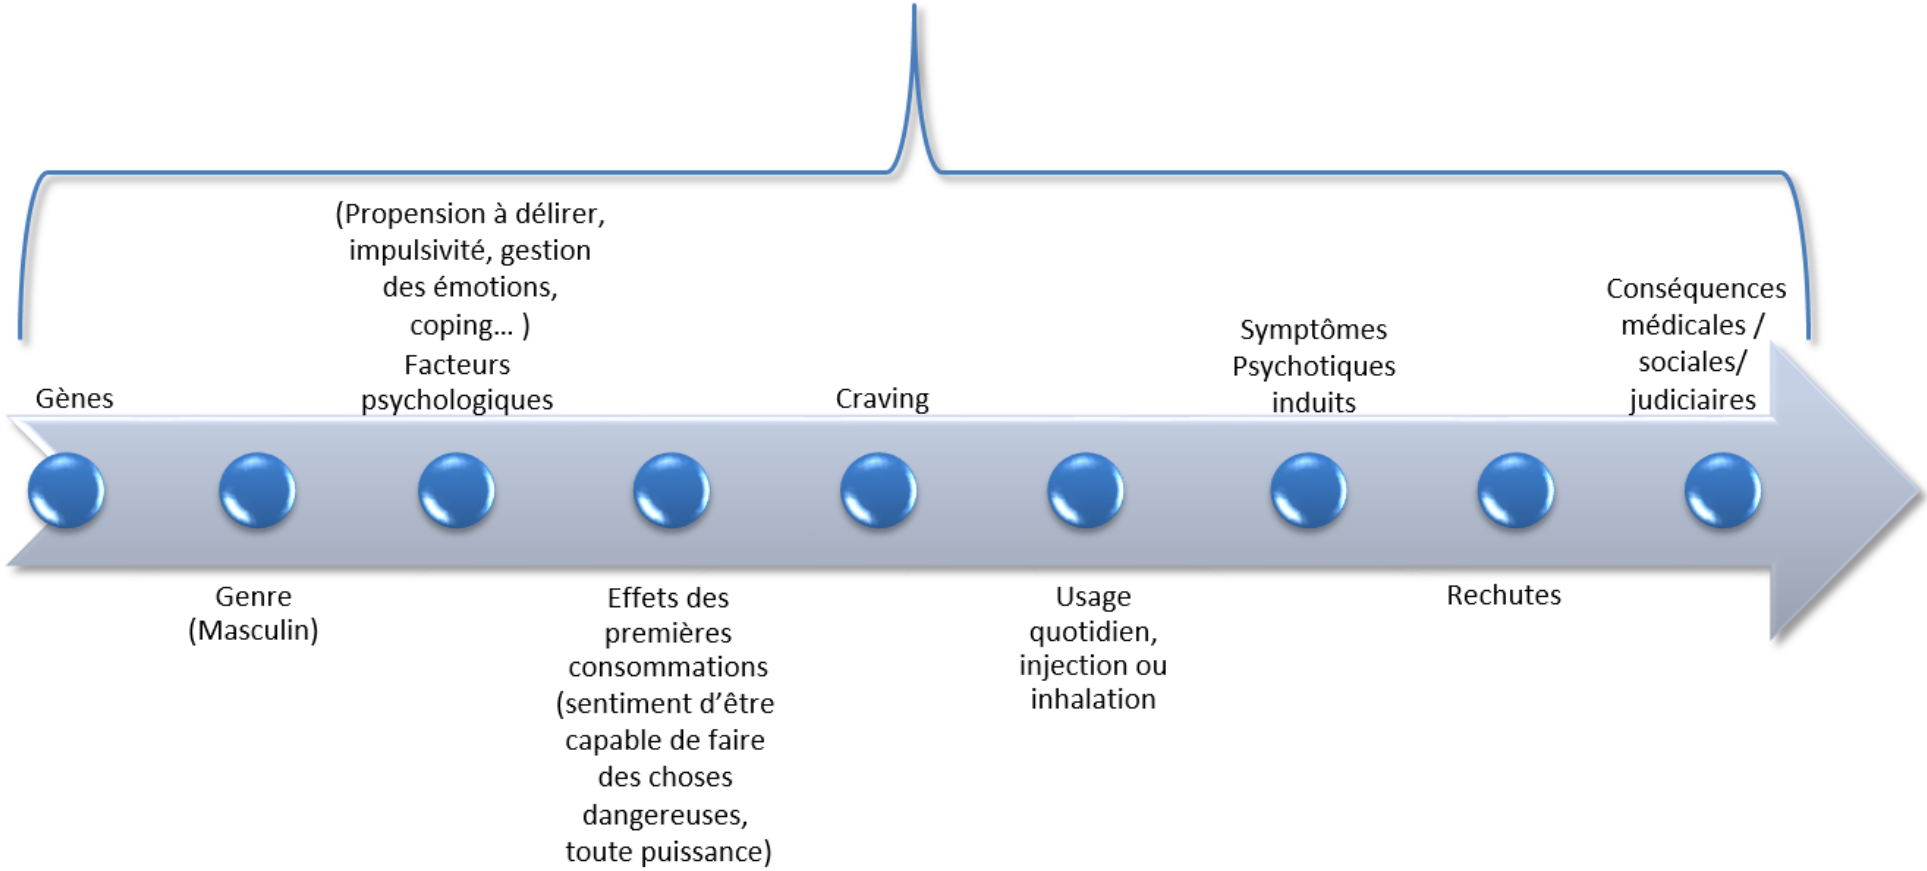 Gènes
Genre
(Masculin)
(Propension à délirer,
impulsivité, gestion
des émotions,
coping... )
Facteurs
psychologiques
Effets des
premières
consommations
(sentiment d’être
capable de faire
des choses
dangereuses,
toute puissance)
Craving
Usage
quotidien,
injection ou
inhalation
Symptômes
Psychotiques
induits
Rechutes
Conséquences
médicales /
sociales/
judiciaires